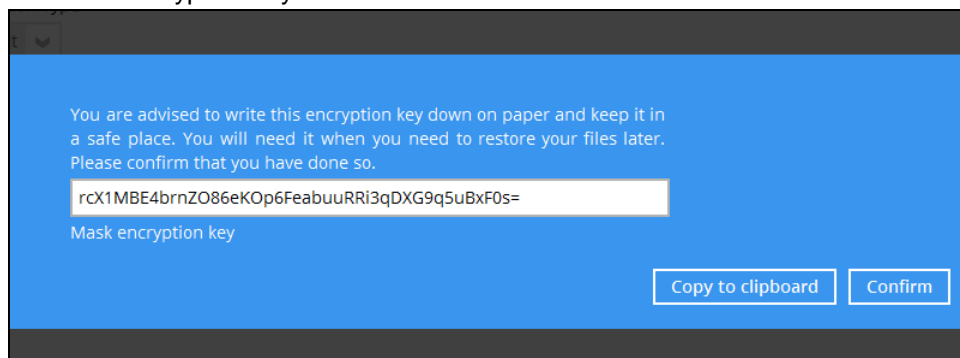 You are advised to write this encryption key down on paper and keep it in
a safe place. You will need it when you need to restore your files later.
Please confirm that you have done so.
rcX1MBE4brnZO86eKOp6FeabuuRRi3qDXG9q5uBxF0s=
Mask encryption key
Copy to clipboard Confirm